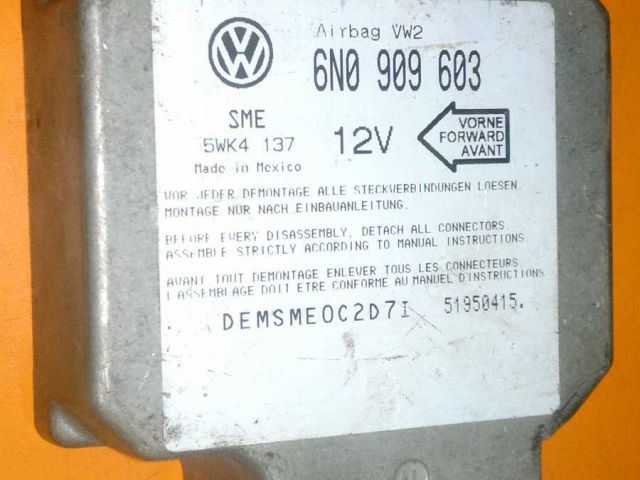 Airbag VW2
6N0 909 603
SME
5WK4 137
12V
VORNE
FORWARD
AVANT
Made in Mexico
VOR JEDER DEMONTAGE ALLE STECKVERBINDUNGEN LOESEN.
MONTAGE NUR NACH EINBAUANLEITUNG.
BEFORE EVERY DISASSEMBLY, DETACH ALL CONNECTORS.
ASSEMBLE STRICTLY ACCORDING TO MANUAL INSTRUCTIONS.
AVANT TOUT DEMONTAGE ENLEVER TOUS LES CONNECTEURS.
L'ASSEMBLAGE DOIT ETRE CONFORME AU MANUEL D'INSTRUCTIONS
DEMSME0C2D7I 51950415.